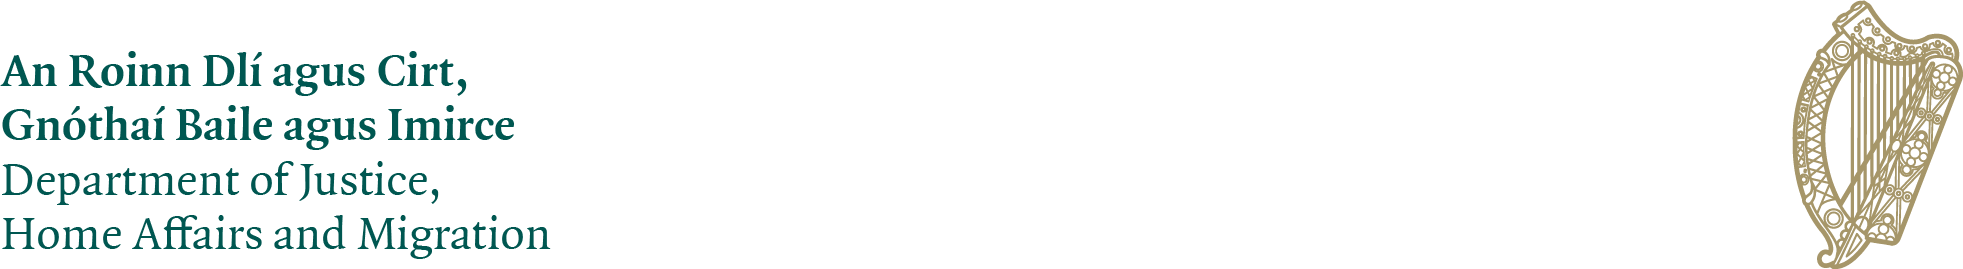 An Roinn Dlí agus Cirt,
Gnóthaí Baile agus Imirce
Department of Justice,
Home Affairs and Migration